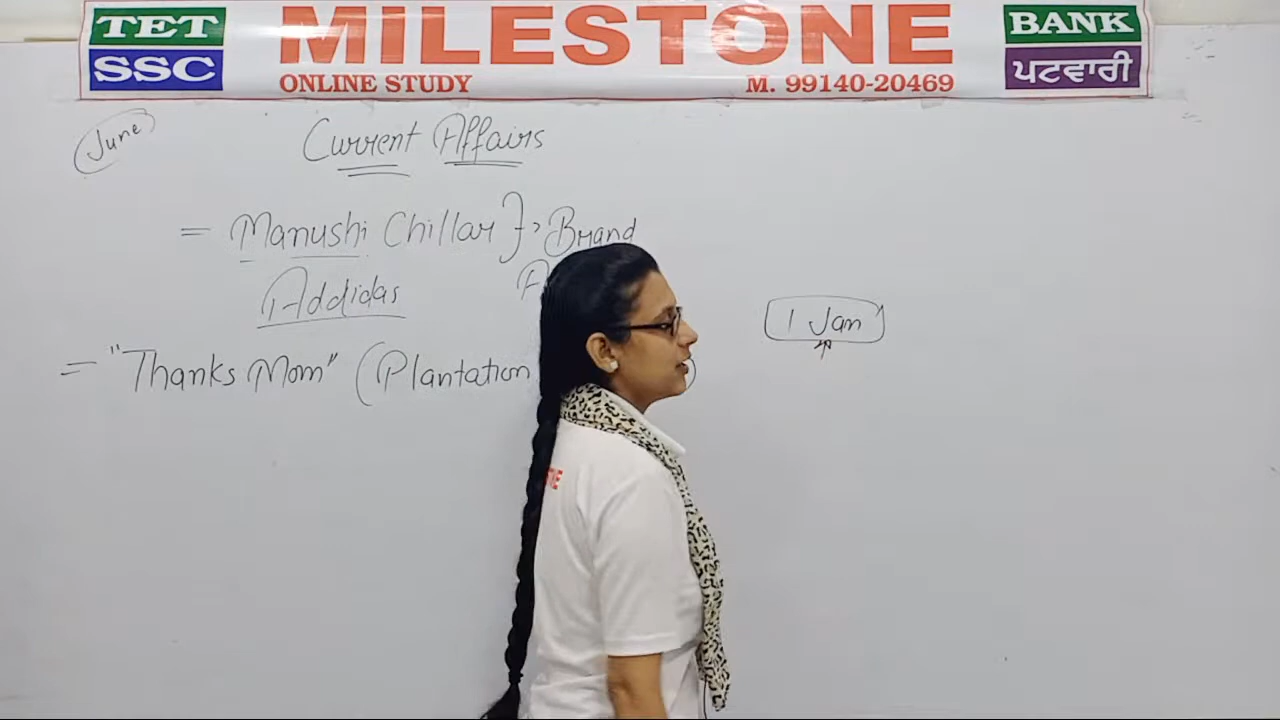 TET
SSC
MILESTONE
ONLINE STUDY M. 99140-20469
BANK
ਪਟਵਾਰੀ
June
Current Affairs
= Manushi Chillar } > Brand
Addidas
1 Jan
= "Thanks Mom" (Plantation